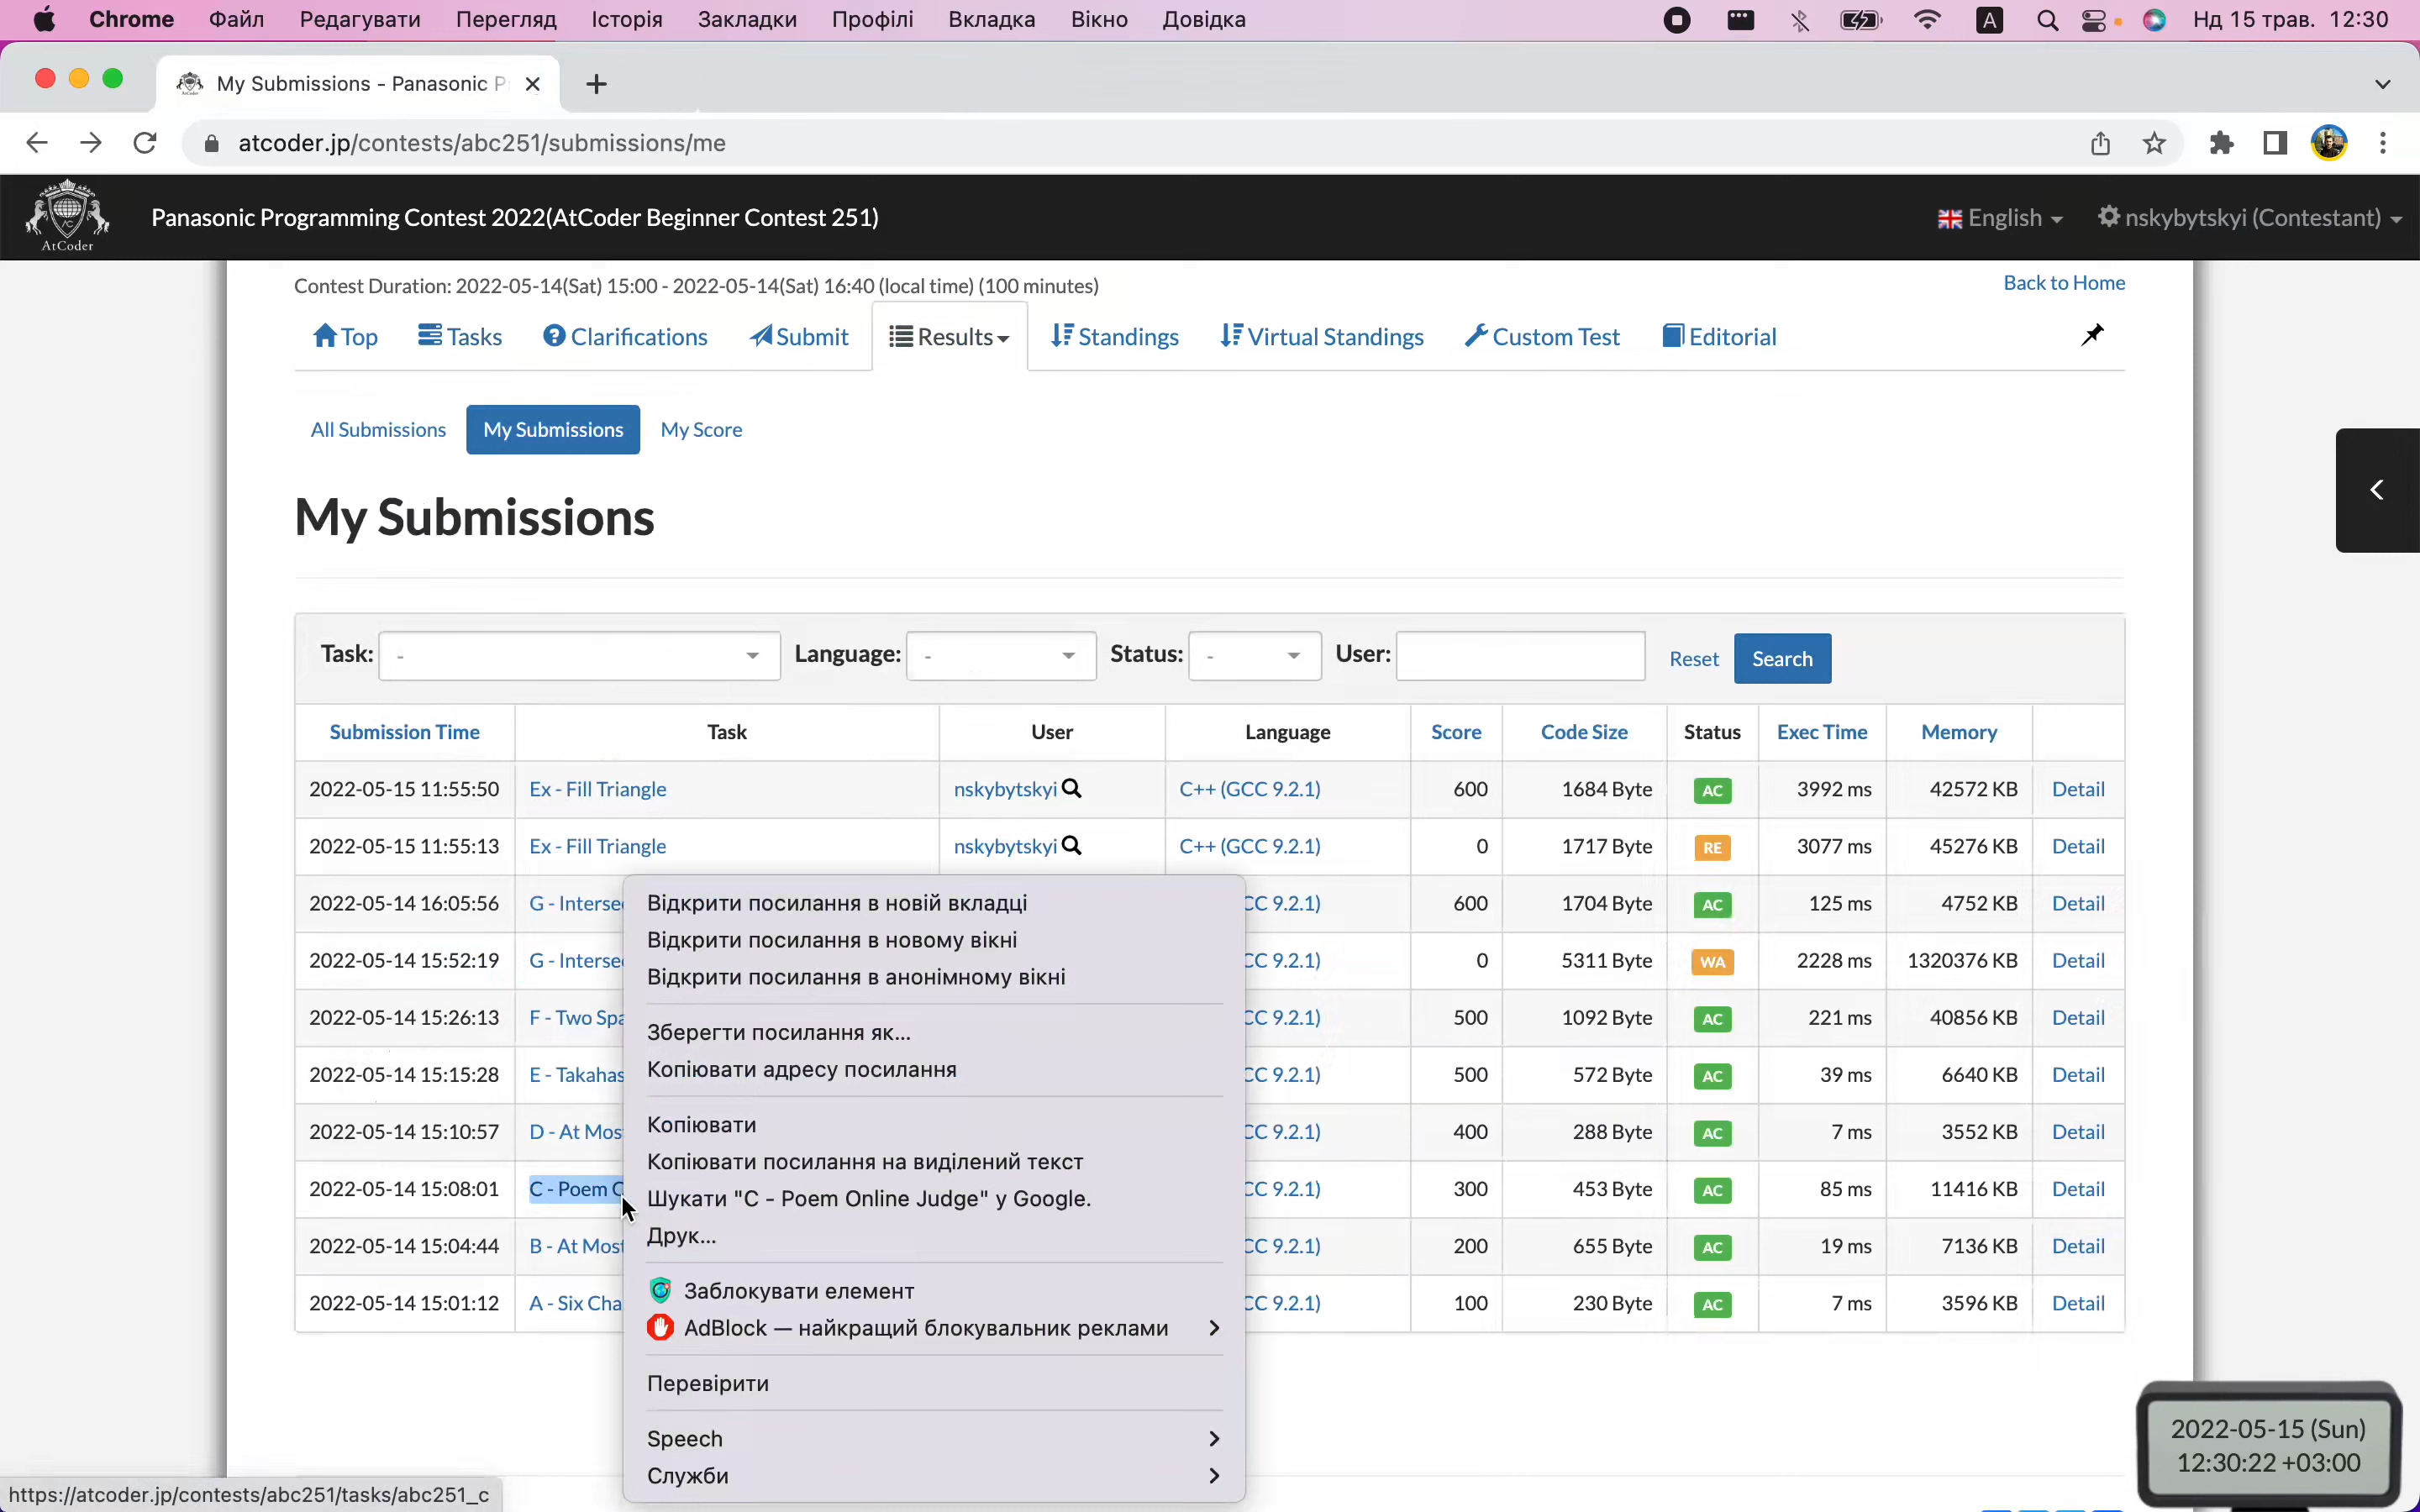 Chrome Файл Редагувати Перегляд Історія Закладки Профілі Вкладка Вікно Довідка A Нд 15 трав. 12:30
My Submissions - Panasonic P
atcoder.jp/contests/abc251/submissions/me
AtCoder Panasonic Programming Contest 2022(AtCoder Beginner Contest 251) English nskybytskyi (Contestant)
Contest Duration: 2022-05-14(Sat) 15:00 - 2022-05-14(Sat) 16:40 (local time) (100 minutes) Back to Home
Top Tasks Clarifications Submit Results Standings Virtual Standings Custom Test Editorial
All Submissions My Submissions My Score
My Submissions
Task: - Language: - Status: - User: Reset Search
Submission Time Task User Language Score Code Size Status Exec Time Memory
2022-05-15 11:55:50 Ex - Fill Triangle nskybytskyi C++ (GCC 9.2.1) 600 1684 Byte AC 3992 ms 42572 KB Detail
2022-05-15 11:55:13 Ex - Fill Triangle nskybytskyi C++ (GCC 9.2.1) 0 1717 Byte RE 3077 ms 45276 KB Detail
2022-05-14 16:05:56 G - Interse CC 9.2.1) 600 1704 Byte AC 125 ms 4752 KB Detail
2022-05-14 15:52:19 G - Interse CC 9.2.1) 0 5311 Byte WA 2228 ms 1320376 KB Detail
2022-05-14 15:26:13 F - Two Spa CC 9.2.1) 500 1092 Byte AC 221 ms 40856 KB Detail
2022-05-14 15:15:28 E - Takahas CC 9.2.1) 500 572 Byte AC 39 ms 6640 KB Detail
2022-05-14 15:10:57 D - At Mos CC 9.2.1) 400 288 Byte AC 7 ms 3552 KB Detail
2022-05-14 15:08:01 C - Poem O CC 9.2.1) 300 453 Byte AC 85 ms 11416 KB Detail
2022-05-14 15:04:44 B - At Most CC 9.2.1) 200 655 Byte AC 19 ms 7136 KB Detail
2022-05-14 15:01:12 A - Six Cha CC 9.2.1) 100 230 Byte AC 7 ms 3596 KB Detail
Відкрити посилання в новій вкладці
Відкрити посилання в новому вікні
Відкрити посилання в анонімному вікні
Зберегти посилання як...
Копіювати адресу посилання
Копіювати
Копіювати посилання на виділений текст
Шукати "C - Poem Online Judge" у Google.
Друк...
Заблокувати елемент
AdBlock — найкращий блокувальник реклами
Перевірити
Speech
Служби
2022-05-15 (Sun)
12:30:22 +03:00
https://atcoder.jp/contests/abc251/tasks/abc251_c